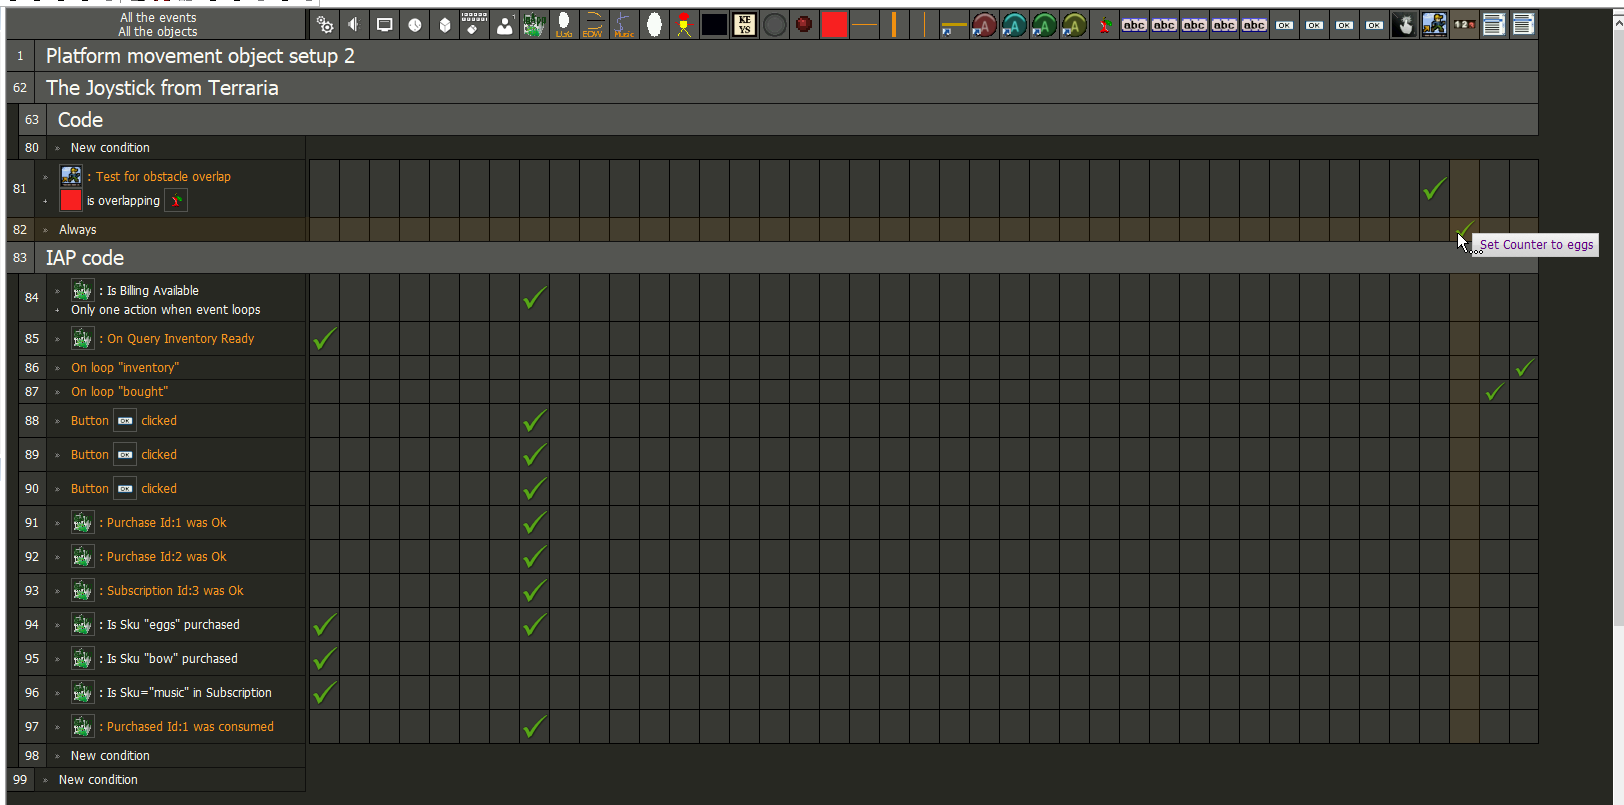 All the events
All the objects
KE
YS
A
A
A
A
abc
abc
abc
abc
abc
OK
OK
OK
OK
1 Platform movement object setup 2
62 The Joystick from Terraria
63 Code
80 » New condition
81 » : Test for obstacle overlap
+ is overlapping
82 » Always
Set Counter to eggs
83 IAP code
84 » : Is Billing Available
+ Only one action when event loops
85 » : On Query Inventory Ready
86 » On loop "inventory"
87 » On loop "bought"
88 » Button OK clicked
89 » Button OK clicked
90 » Button OK clicked
91 » : Purchase Id:1 was Ok
92 » : Purchase Id:2 was Ok
93 » : Subscription Id:3 was Ok
94 » : Is Sku "eggs" purchased
95 » : Is Sku "bow" purchased
96 » : Is Sku="music" in Subscription
97 » : Purchased Id:1 was consumed
98 » New condition
99 » New condition